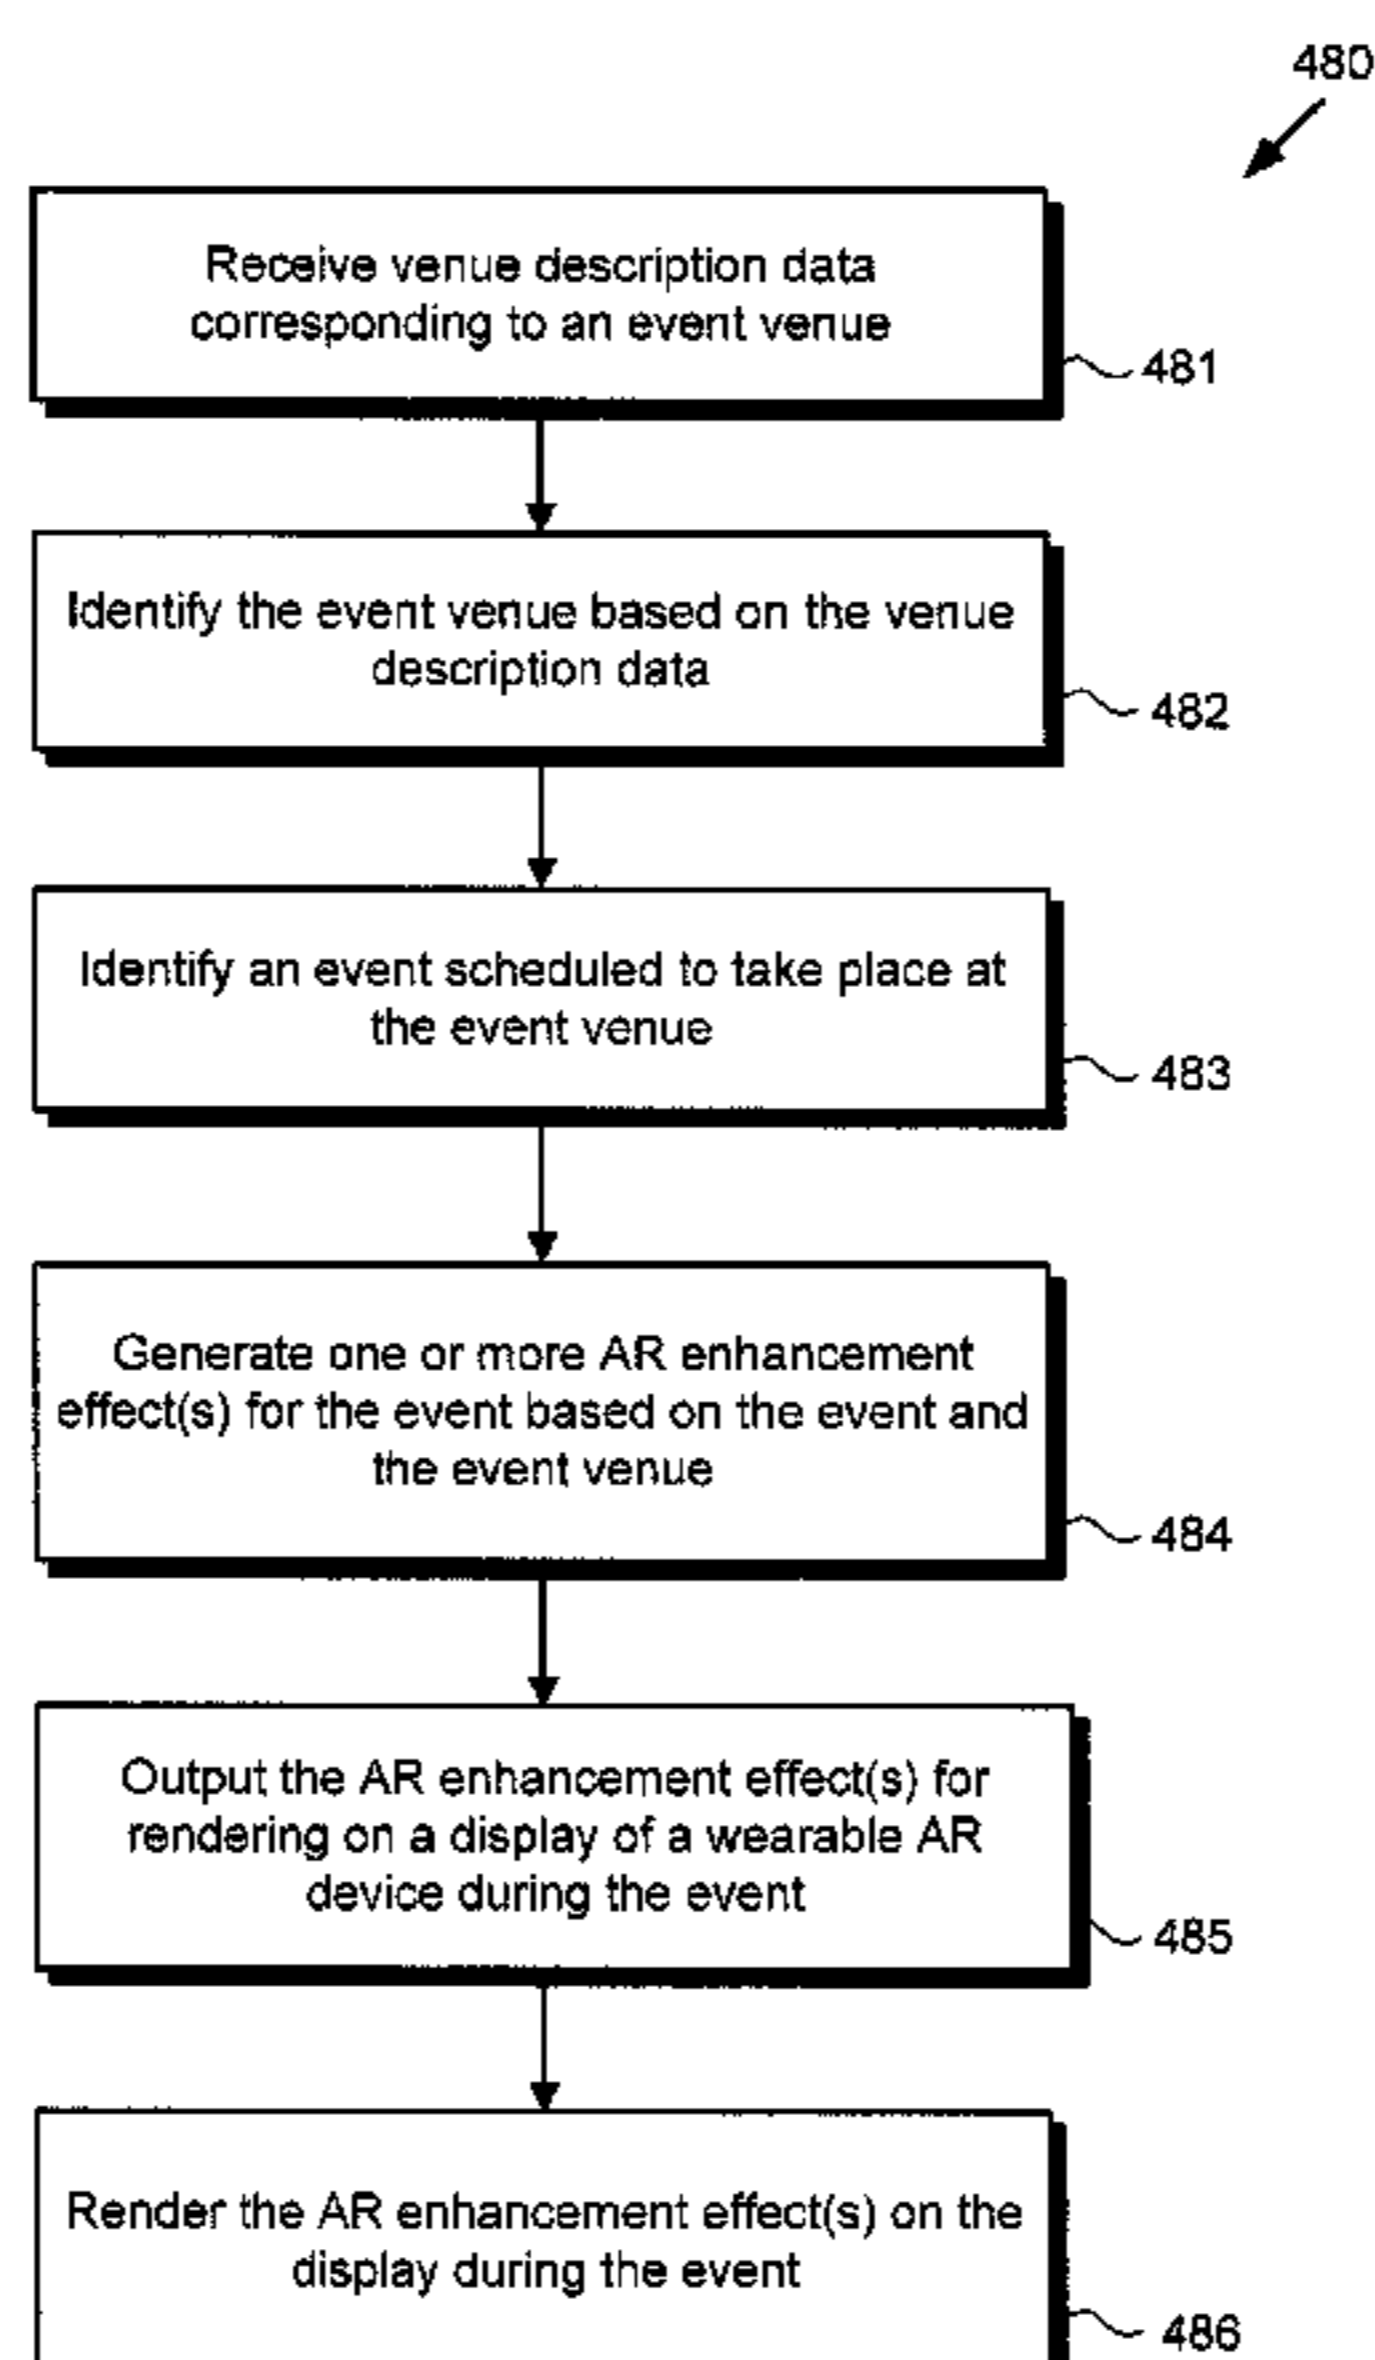 480
Receive venue description data
corresponding to an event venue
481
Identify the event venue based on the venue
description data
482
Identify an event scheduled to take place at
the event venue
483
Generate one or more AR enhancement
effect(s) for the event based on the event and
the event venue
484
Output the AR enhancement effect(s) for
rendering on a display of a wearable AR
device during the event
485
Render the AR enhancement effect(s) on the
display during the event
486